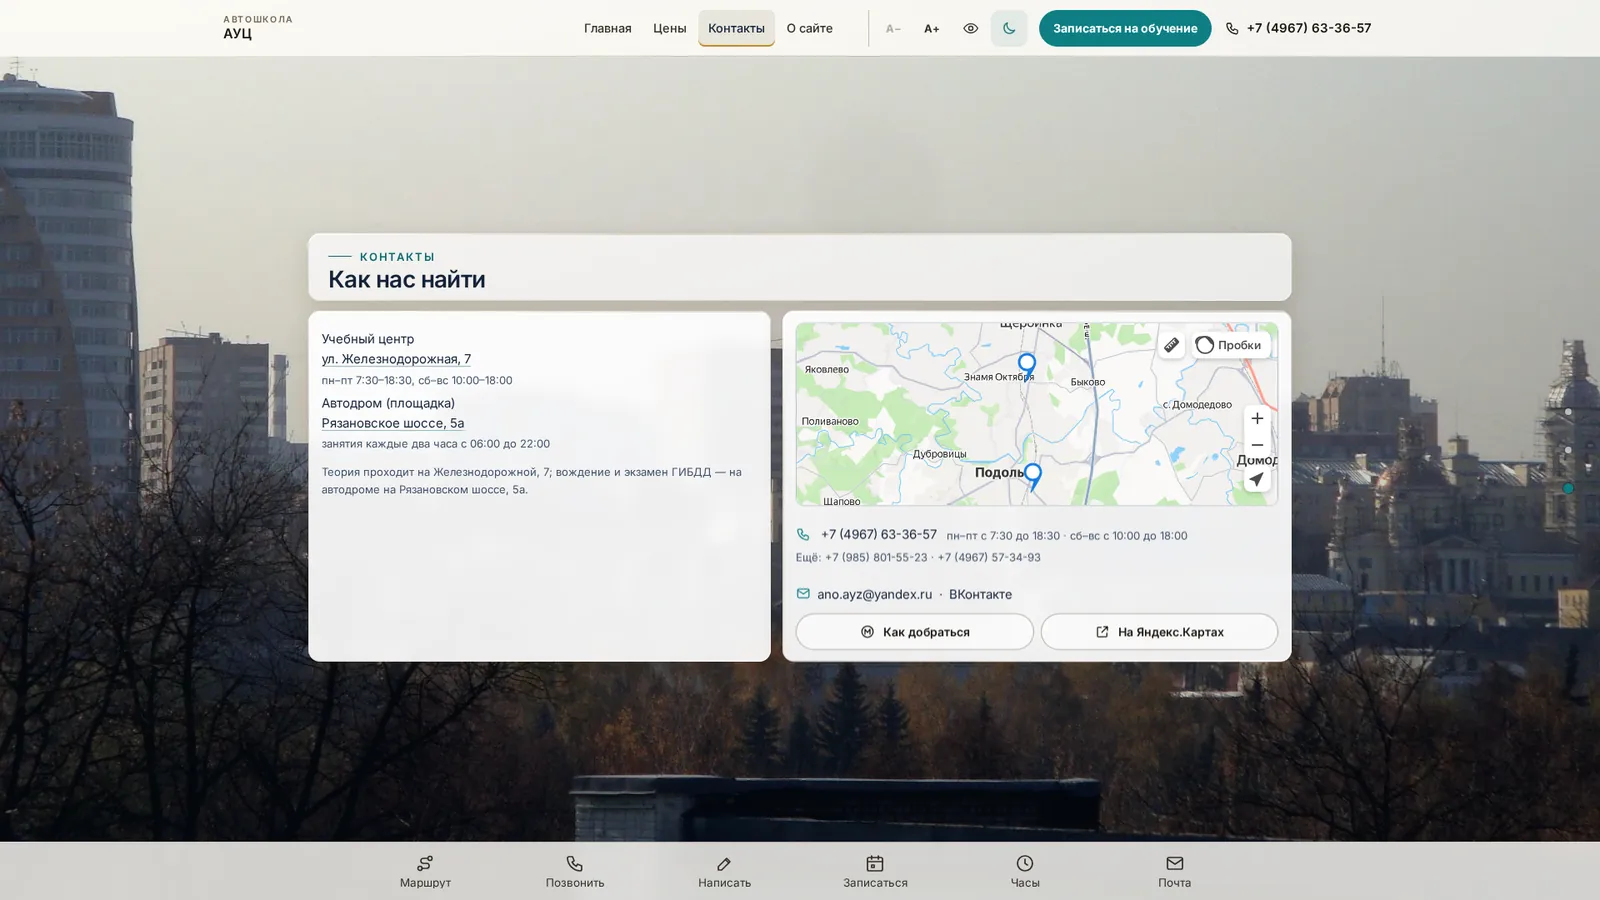 АВТОШКОЛА
АУЦ
Главная
Цены
Контакты
О сайте
A−
A+
Записаться на обучение
+7 (4967) 63-36-57
КОНТАКТЫ
Как нас найти
Учебный центр
ул. Железнодорожная, 7
пн–пт 7:30–18:30, сб–вс 10:00–18:00
Автодром (площадка)
Рязановское шоссе, 5а
занятия каждые два часа с 06:00 до 22:00
Теория проходит на Железнодорожной, 7; вождение и экзамен ГИБДД — на
автодроме на Рязановском шоссе, 5а.
Щербинка
Пробки
Яковлево
Знамя Октября
Быково
с. Домодедово
Поливаново
Дубровицы
Домод
Подоль
Шапово
+7 (4967) 63-36-57 пн–пт с 7:30 до 18:30 · сб–вс с 10:00 до 18:00
Ещё: +7 (985) 801-55-23 · +7 (4967) 57-34-93
ano.ayz@yandex.ru · ВКонтакте
Как добраться
На Яндекс.Картах
Маршрут
Позвонить
Написать
Записаться
Часы
Почта